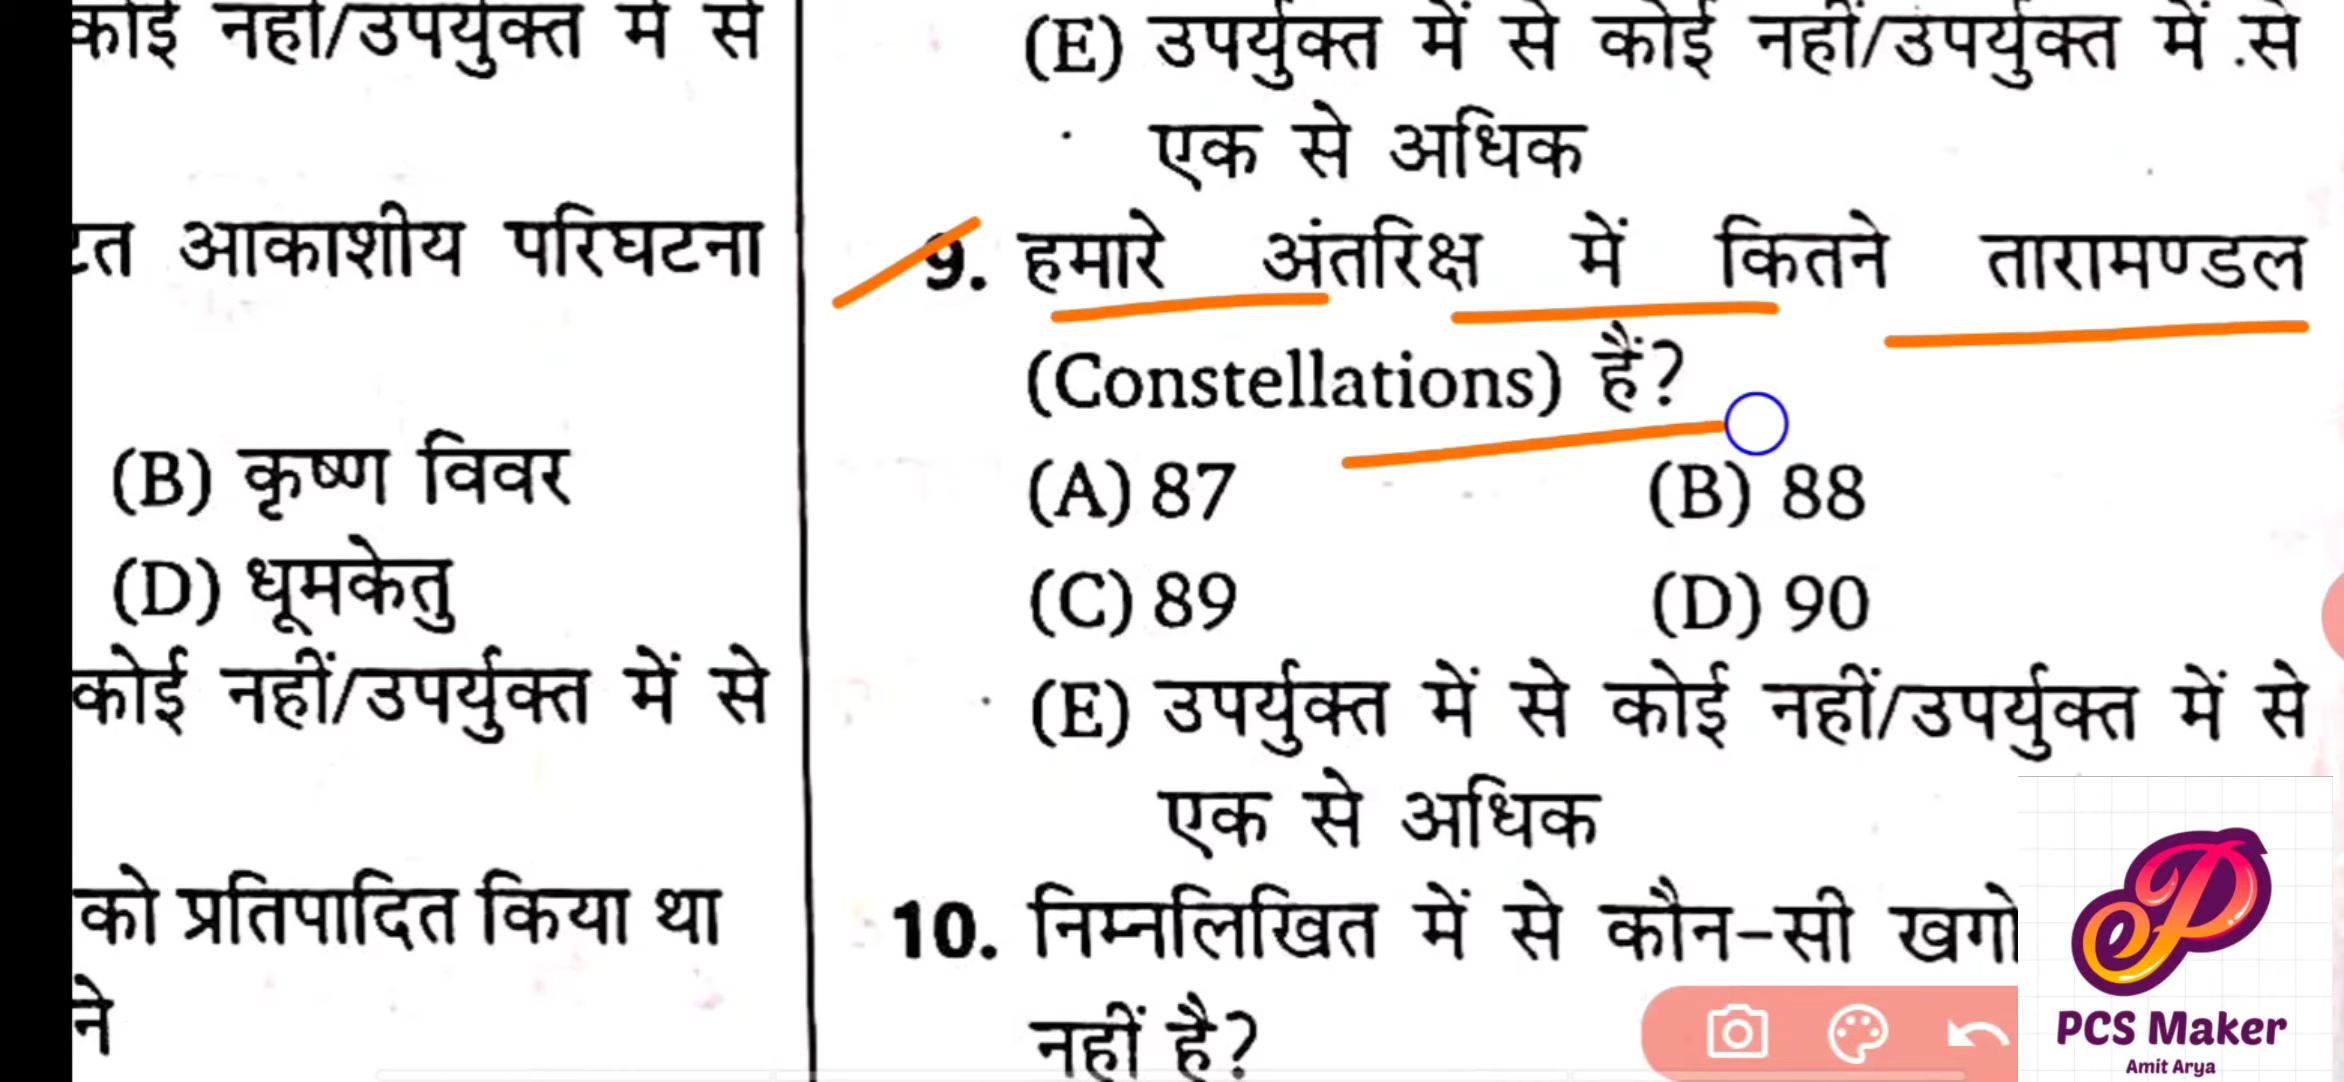 कोई नहीं/उपर्युक्त में से
आकाशीय परिघटना
(B) कृष्ण विवर
(D) धूमकेतु
कोई नहीं/उपर्युक्त में से
को प्रतिपादित किया था
ने
(E) उपर्युक्त में से कोई नहीं/उपर्युक्त में से
एक से अधिक
9. हमारे अंतरिक्ष में कितने तारामण्डल
(Constellations) हैं?
(A) 87 (B) 88
(C) 89 (D) 90
(E) उपर्युक्त में से कोई नहीं/उपर्युक्त में से
एक से अधिक
10. निम्नलिखित में से कौन-सी
नहीं है?
PCS Maker
Amit Arya